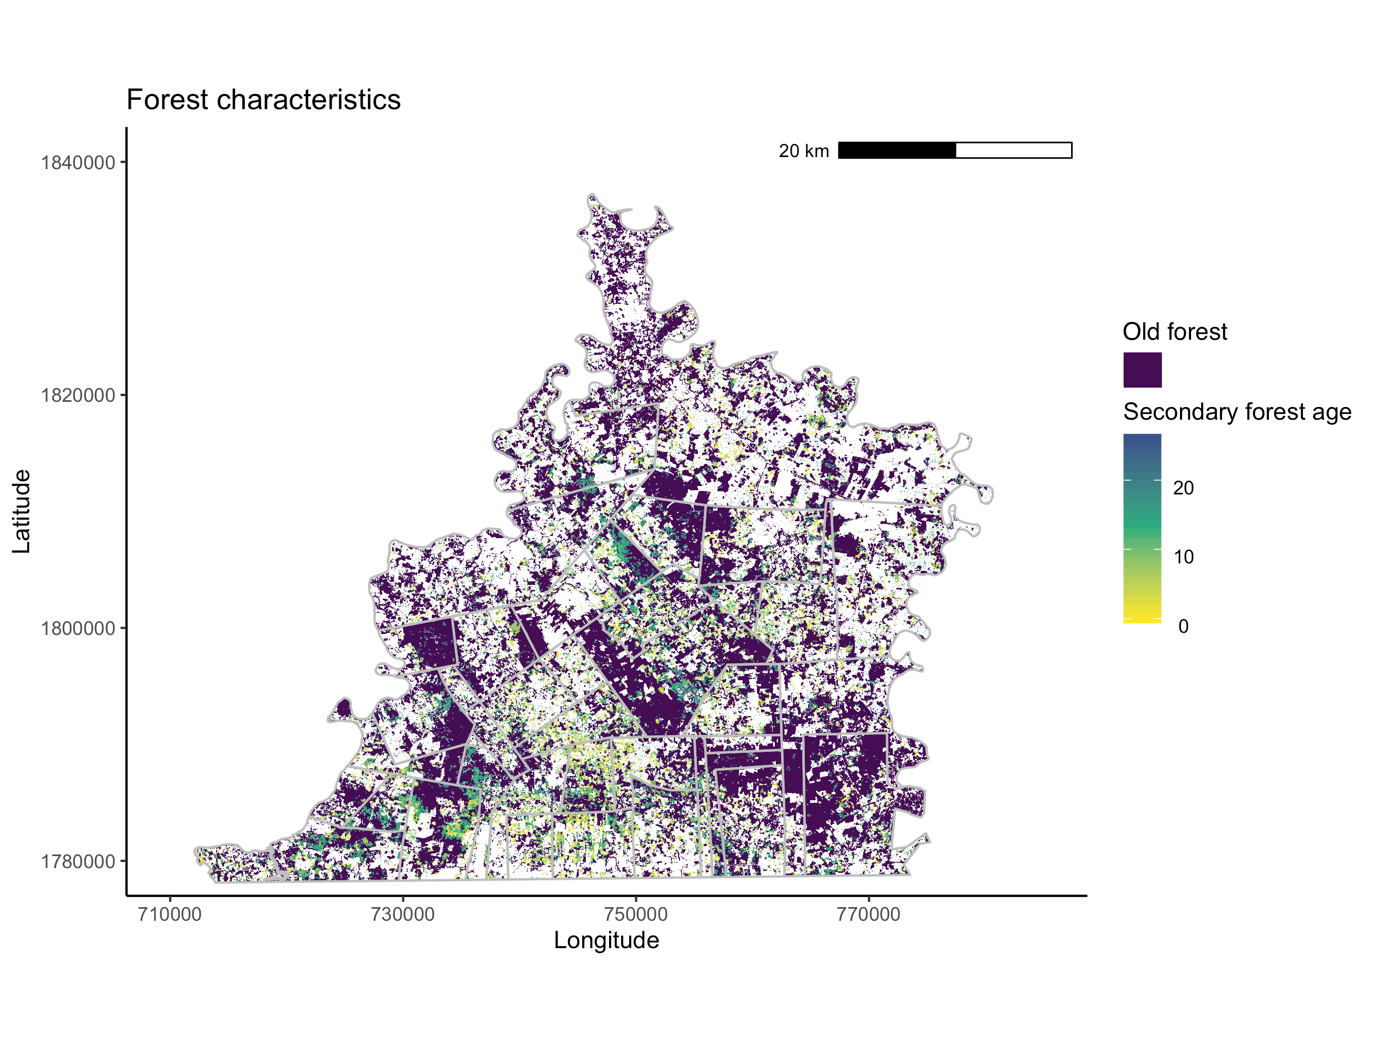 Forest characteristics
20 km
1840000
1820000
1800000
1780000
Latitude
710000
730000
750000
770000
Longitude
Old forest
Secondary forest age
20
10
0